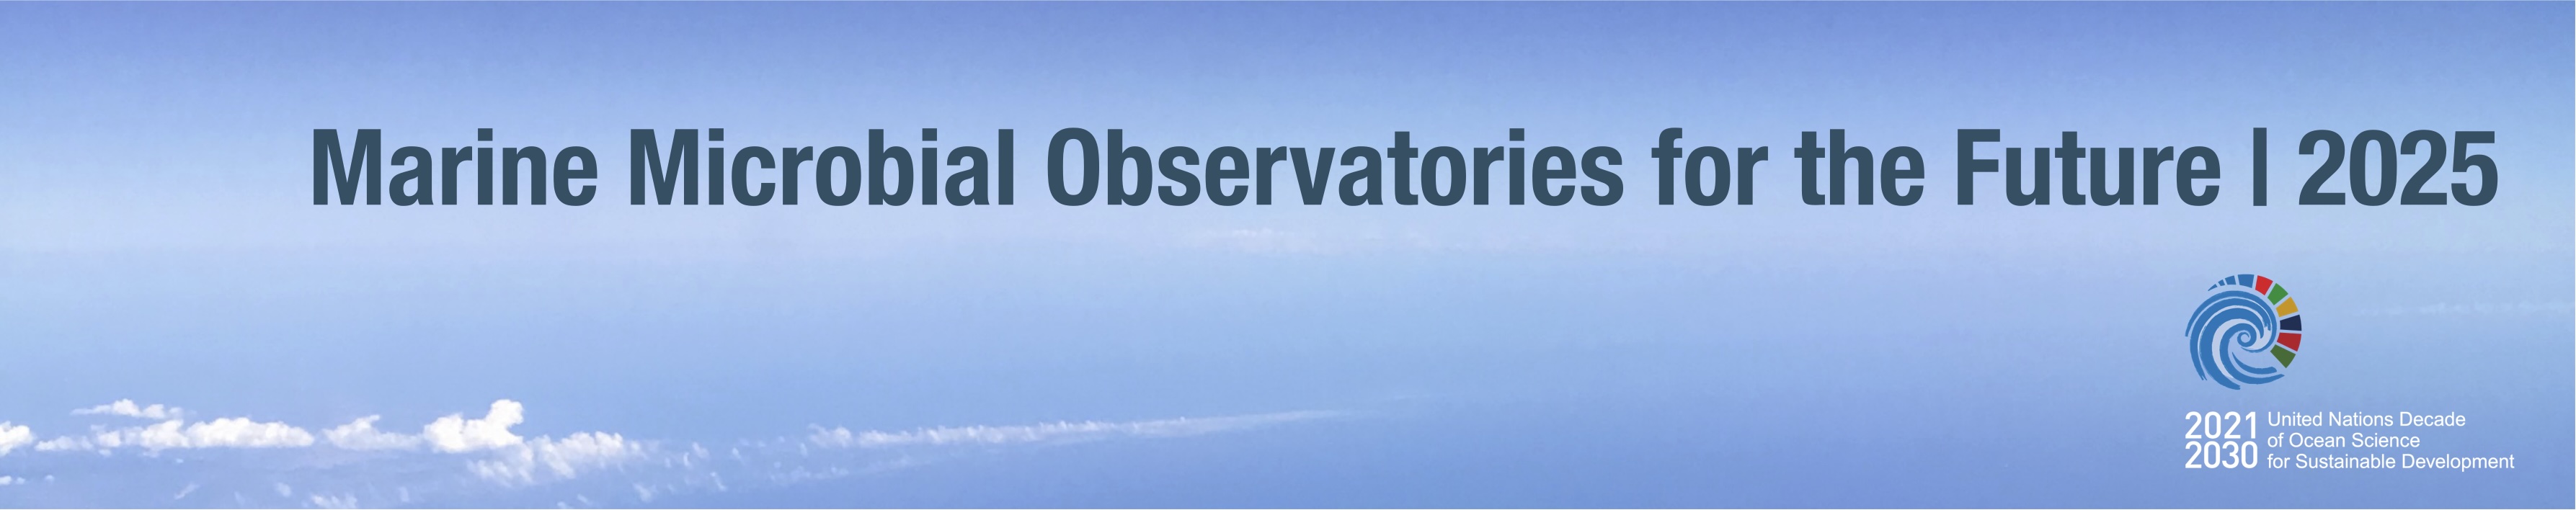 Marine Microbial Observatories for the Future | 2025
2021
2030
United Nations Decade
of Ocean Science
for Sustainable Development